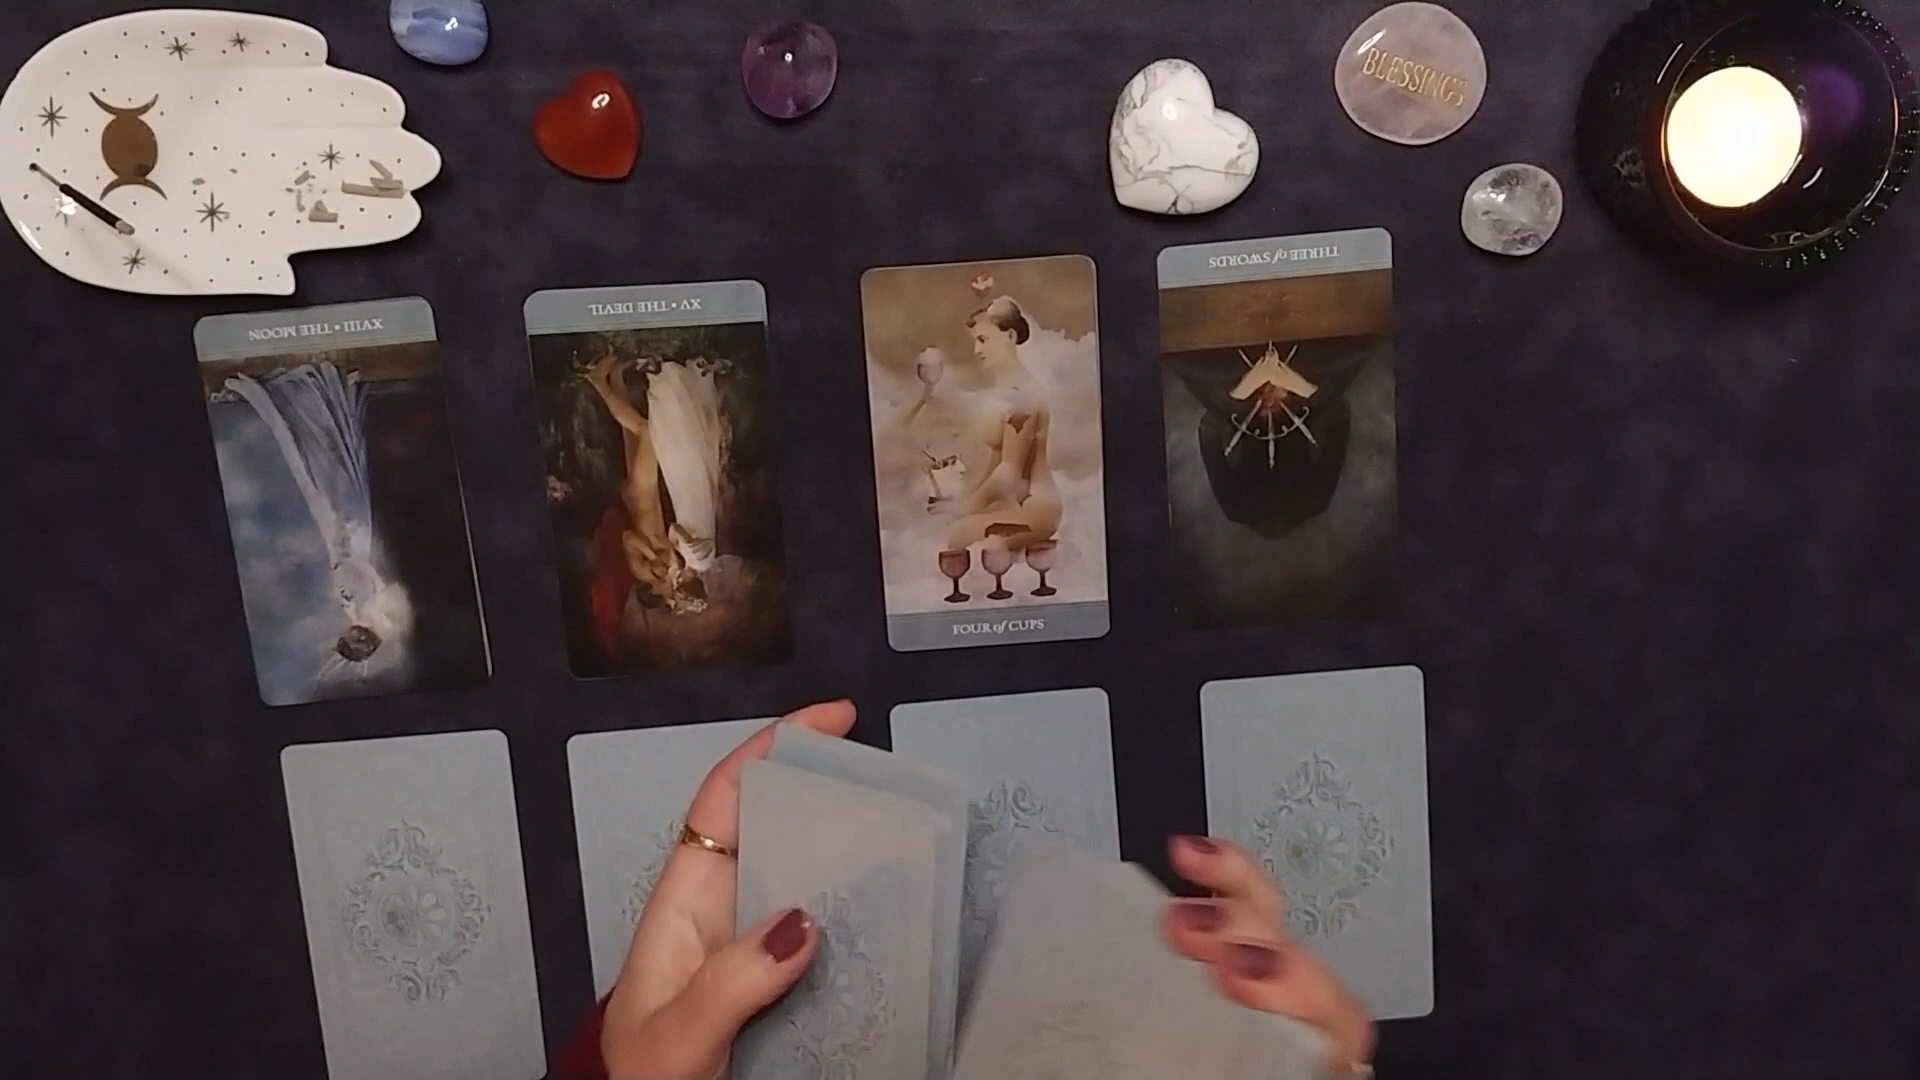 BLESSINGS
XVIII • THE MOON
XV • THE DEVIL
FOUR of CUPS
THREE of SWORDS